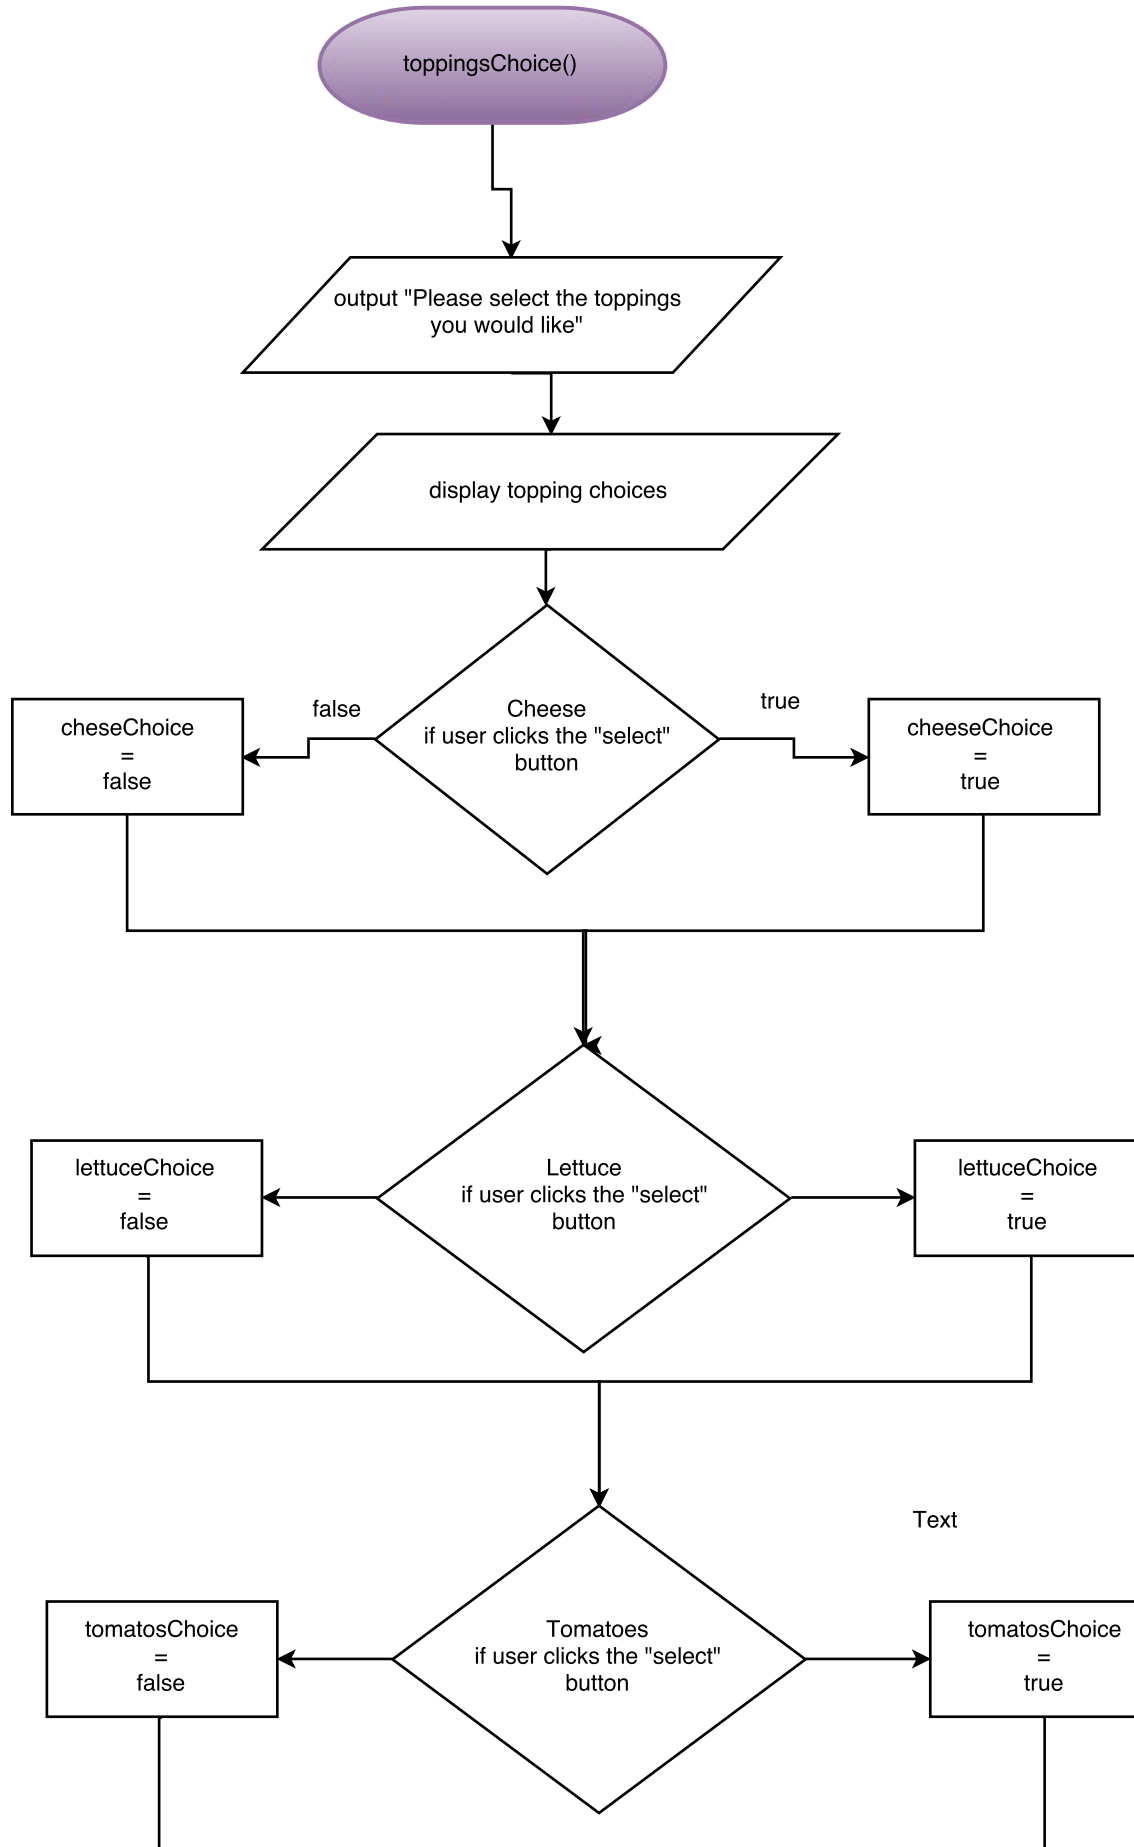 toppingsChoice()
output "Please select the toppings
you would like"
display topping choices
false
true
cheseChoice
=
false
Cheese
if user clicks the "select"
button
cheeseChoice
=
true
lettuceChoice
=
false
Lettuce
if user clicks the "select"
button
lettuceChoice
=
true
Text
tomatosChoice
=
false
Tomatoes
if user clicks the "select"
button
tomatosChoice
=
true